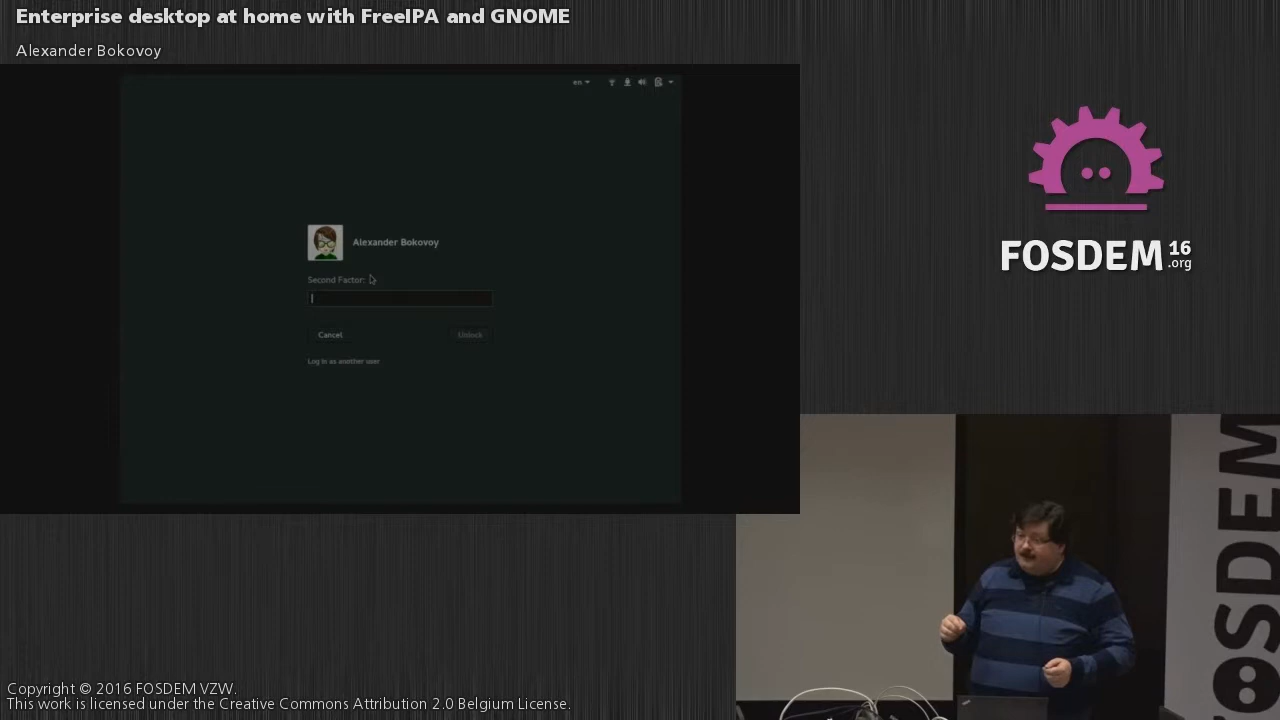 Enterprise desktop at home with FreeIPA and GNOME
Alexander Bokovoy
en
Alexander Bokovoy
Second Factor:
Cancel
Unlock
Log in as another user
FOSDEM 16
.org
FOSDEM
Copyright © 2016 FOSDEM VZW.
This work is licensed under the Creative Commons Attribution 2.0 Belgium License.